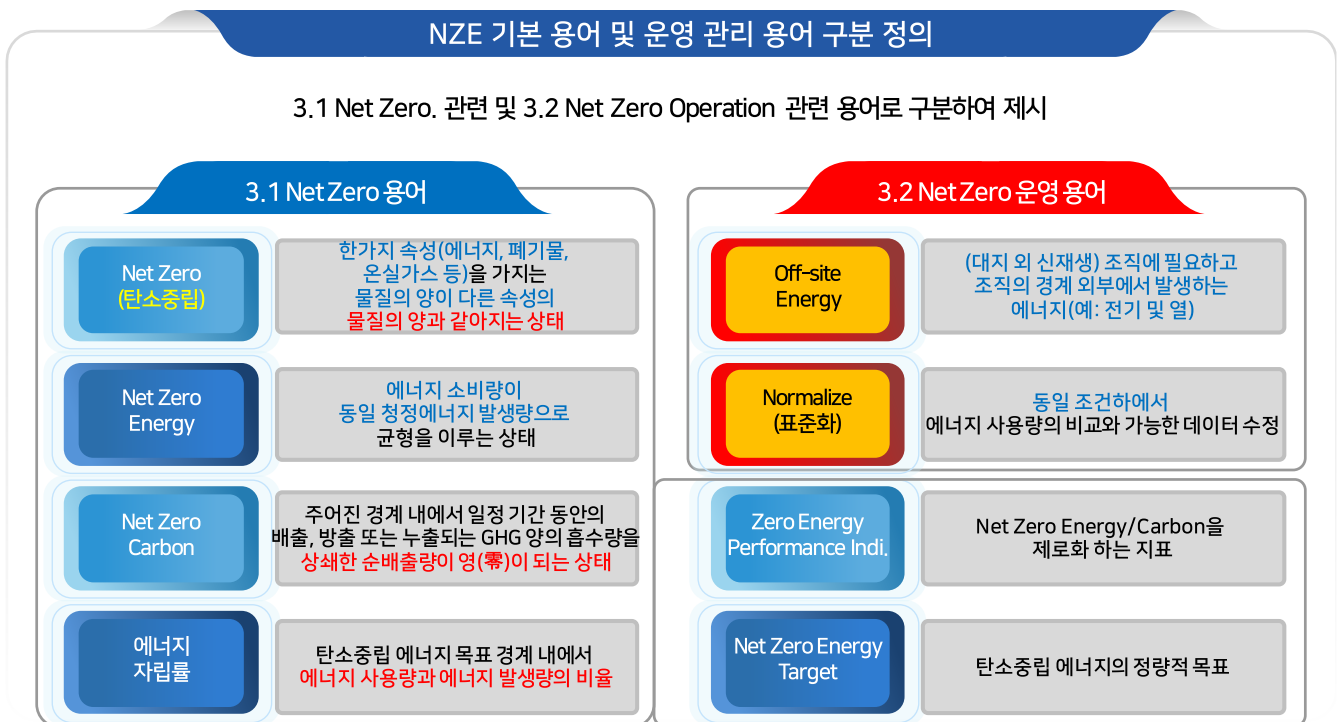 NZE 기본 용어 및 운영 관리 용어 구분 정의
3.1 Net Zero. 관련 및 3.2 Net Zero Operation 관련 용어로 구분하여 제시
3.1 Net Zero 용어
Net Zero
(탄소중립)
한가지 속성(에너지, 폐기물,
온실가스 등)을 가지는
물질의 양이 다른 속성의
물질의 양과 같아지는 상태
Net Zero
Energy
에너지 소비량이
동일 청정에너지 발생량으로
균형을 이루는 상태
Net Zero
Carbon
주어진 경계 내에서 일정 기간 동안의
배출, 방출 또는 누출되는 GHG 양의 흡수량을
상쇄한 순배출량이 영(零)이 되는 상태
에너지
자립률
탄소중립 에너지 목표 경계 내에서
에너지 사용량과 에너지 발생량의 비율
3.2 Net Zero 운영 용어
Off-site
Energy
(대지 외 신재생) 조직에 필요하고
조직의 경계 외부에서 발생하는
에너지(예: 전기 및 열)
Normalize
(표준화)
동일 조건하에서
에너지 사용량의 비교와 가능한 데이터 수정
Zero Energy
Performance Indi.
Net Zero Energy/Carbon을
제로화 하는 지표
Net Zero Energy
Target
탄소중립 에너지의 정량적 목표